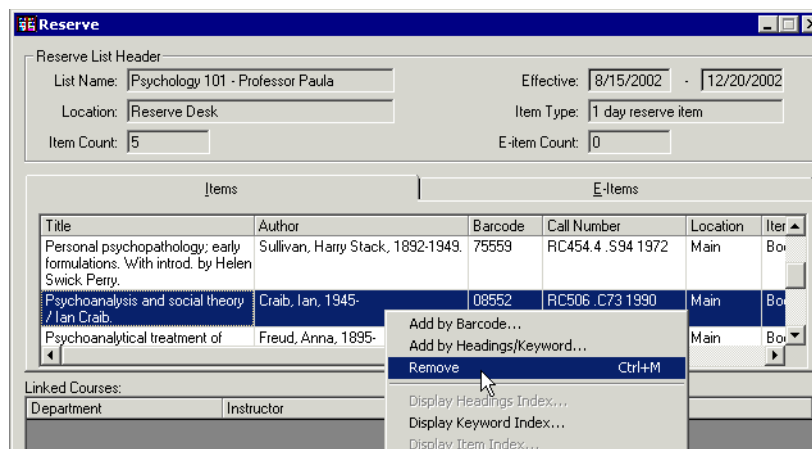 Reserve
Reserve List Header
List Name: Psychology 101 - Professor Paula Effective: 8/15/2002 - 12/20/2002
Location: Reserve Desk Item Type: 1 day reserve item
Item Count: 5 E-item Count: 0
Items E-Items
Title Author Barcode Call Number Location
Personal psychopathology; early Sullivan, Harry Stack, 1892-1949. 75559 RC454.4 .S94 1972 Main
formulations. With introd. by Helen
Swick Perry.
Psychoanalysis and social theory Craib, Ian, 1945- 08552 RC506 .C73 1990 Main
/ Ian Craib.
Psychoanalytical treatment of Freud, Anna, 1895- Main
Add by Barcode...
Add by Headings/Keyword...
Remove Ctrl+M
Display Headings Index...
Display Keyword Index...
Display Item Index...
Linked Courses:
Department Instructor